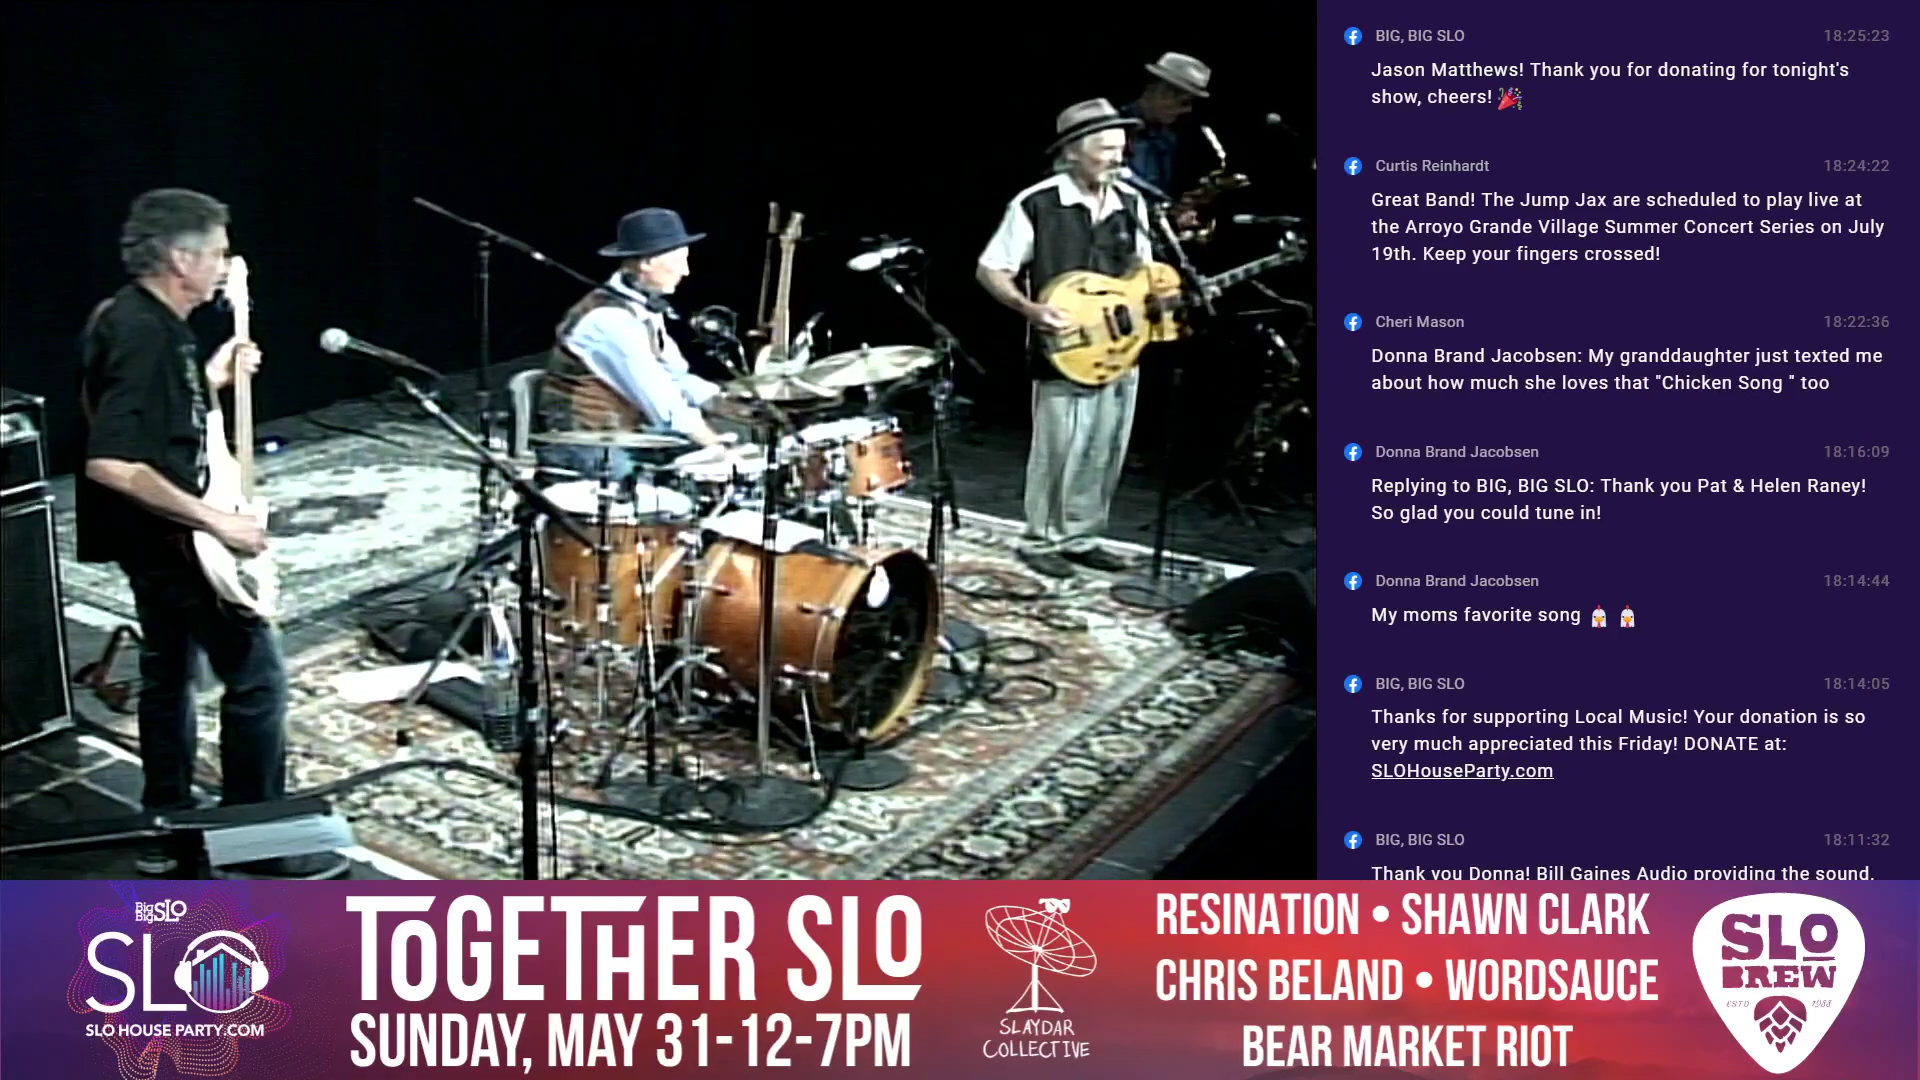 BIG, BIG SLO 18:25:23
Jason Matthews! Thank you for donating for tonight's
show, cheers! 🎉
Curtis Reinhardt 18:24:22
Great Band! The Jump Jax are scheduled to play live at
the Arroyo Grande Village Summer Concert Series on July
19th. Keep your fingers crossed!
Cheri Mason 18:22:36
Donna Brand Jacobsen: My granddaughter just texted me
about how much she loves that "Chicken Song " too
Donna Brand Jacobsen 18:16:09
Replying to BIG, BIG SLO: Thank you Pat & Helen Raney!
So glad you could tune in!
Donna Brand Jacobsen 18:14:44
My moms favorite song 🐔 🐔
BIG, BIG SLO 18:14:05
Thanks for supporting Local Music! Your donation is so
very much appreciated this Friday! DONATE at:
SLOHouseParty.com
BIG, BIG SLO 18:11:32
Thank you Donna! Bill Gaines Audio providing the sound.
Big Big SLO
SLO
SLO HOUSE PARTY.COM
TOGETHER SLO
SUNDAY, MAY 31-12-7PM
SLAYDAR
COLLECTIVE
RESINATION • SHAWN CLARK
CHRIS BELAND • WORDSAUCE
BEAR MARKET RIOT
SLO
BREW
ESTD 1988